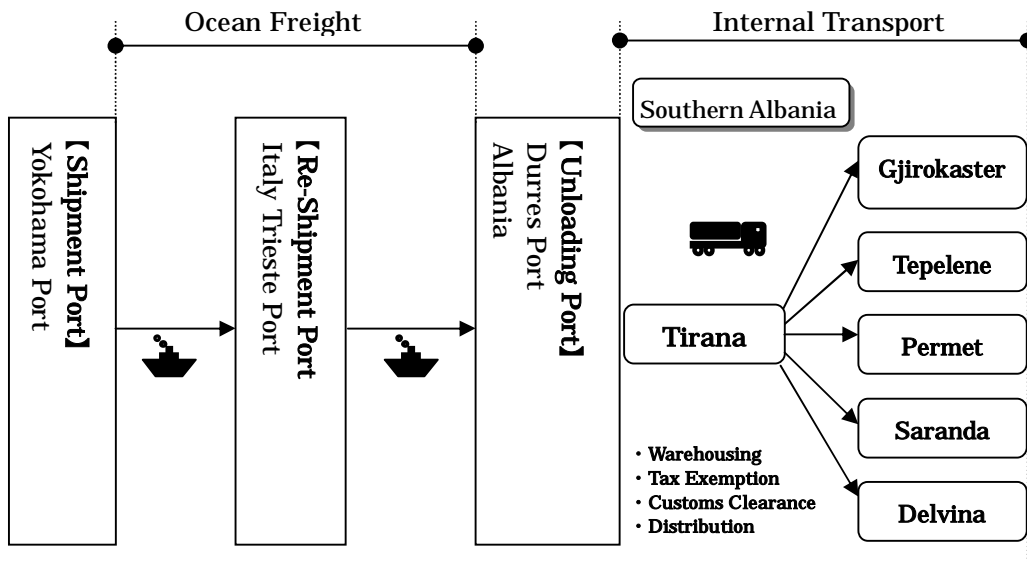 Ocean Freight
Internal Transport
Southern Albania
【Shipment Port】
Yokohama Port
【Re-Shipment Port
Italy Trieste Port
【Unloading Port】
Durres Port
Albania
Tirana
Gjirokaster
Tepelene
Permet
Saranda
Delvina
・Warehousing
・Tax Exemption
・Customs Clearance
・Distribution